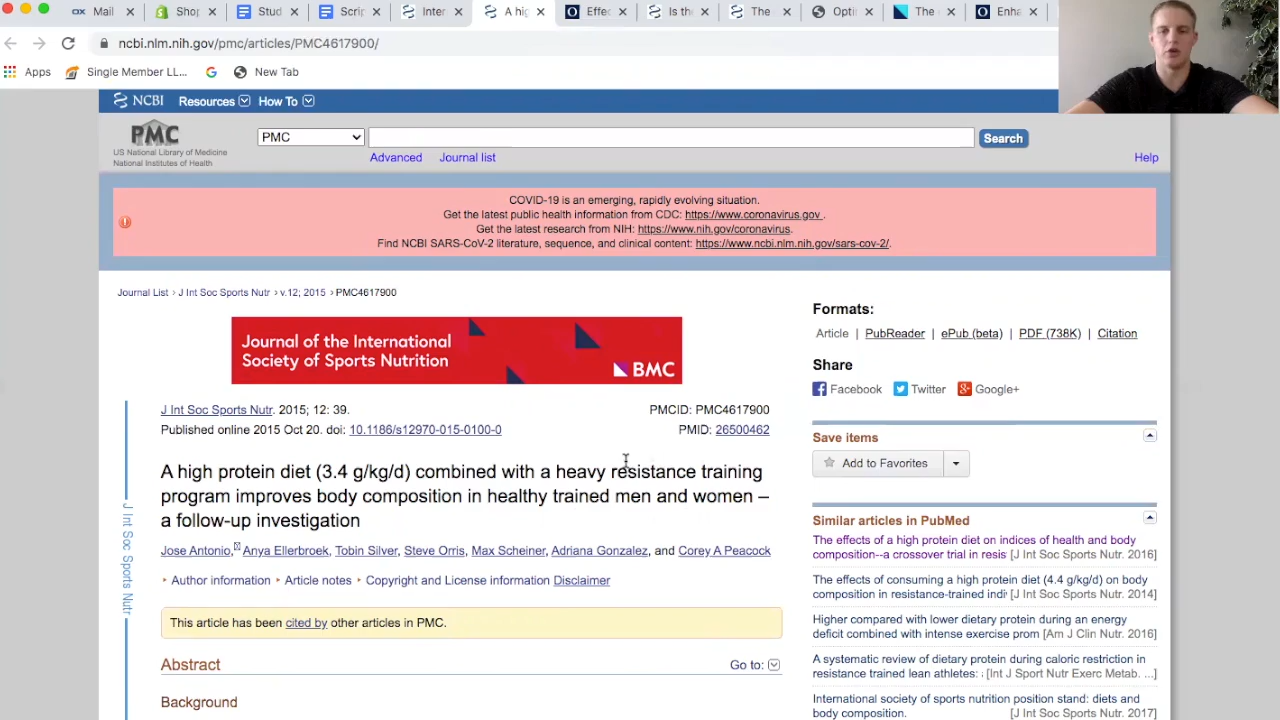 Mail
Sho
Stud
Scrip
Inter
A hig
Effec
Is the
The
Opti
The
Enha
ncbi.nlm.nih.gov/pmc/articles/PMC4617900/
Apps
Single Member LL...
New Tab
NCBI
Resources
How To
PMC
US National Library of Medicine
National Institutes of Health
PMC
Search
Advanced
Journal list
Help
COVID-19 is an emerging, rapidly evolving situation.
Get the latest public health information from CDC: https://www.coronavirus.gov .
Get the latest research from NIH: https://www.nih.gov/coronavirus.
Find NCBI SARS-CoV-2 literature, sequence, and clinical content: https://www.ncbi.nlm.nih.gov/sars-cov-2/.
Journal List › J Int Soc Sports Nutr › v.12; 2015 › PMC4617900
Journal of the International
Society of Sports Nutrition
BMC
J Int Soc Sports Nutr. 2015; 12: 39.
PMCID: PMC4617900
Published online 2015 Oct 20. doi: 10.1186/s12970-015-0100-0
PMID: 26500462
A high protein diet (3.4 g/kg/d) combined with a heavy resistance training
program improves body composition in healthy trained men and women –
a follow-up investigation
Jose Antonio, Anya Ellerbroek, Tobin Silver, Steve Orris, Max Scheiner, Adriana Gonzalez, and Corey A Peacock
Author information
Article notes
Copyright and License information
Disclaimer
This article has been cited by other articles in PMC.
Abstract
Go to:
Background
J Int Soc Sports Nutr
J Int Soc Sports Nutr
Formats:
Article | PubReader | ePub (beta) | PDF (738K) | Citation
Share
Facebook
Twitter
Google+
Save items
Add to Favorites
Similar articles in PubMed
The effects of a high protein diet on indices of health and body
composition--a crossover trial in resis [J Int Soc Sports Nutr. 2016]
The effects of consuming a high protein diet (4.4 g/kg/d) on body
composition in resistance-trained indi [J Int Soc Sports Nutr. 2014]
Higher compared with lower dietary protein during an energy
deficit combined with intense exercise prom [Am J Clin Nutr. 2016]
A systematic review of dietary protein during caloric restriction in
resistance trained lean athletes: [Int J Sport Nutr Exerc Metab. ...]
International society of sports nutrition position stand: diets and
body composition. [J Int Soc Sports Nutr. 2017]